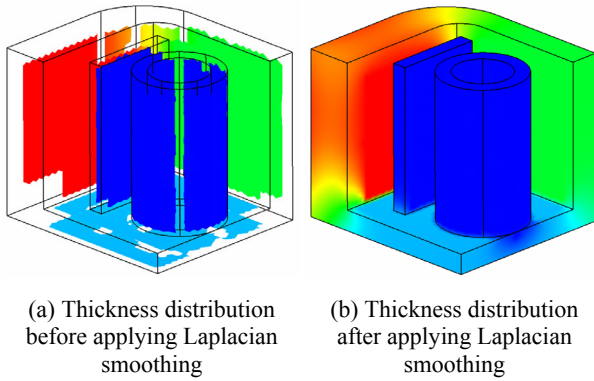 (a) Thickness distribution
before applying Laplacian
smoothing
(b) Thickness distribution
after applying Laplacian
smoothing